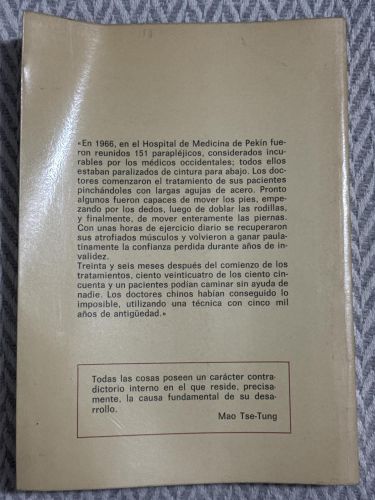 «En 1966, en el Hospital de Medicina de Pekín fue-
ron reunidos 151 parapléjicos, considerados incu-
rables por los médicos occidentales; todos ellos
estaban paralizados de cintura para abajo. Los doc-
tores comenzaron el tratamiento de sus pacientes
pinchándoles con largas agujas de acero. Pronto
algunos fueron capaces de mover los pies, empe-
zando por los dedos, luego de doblar las rodillas,
y finalmente, de mover enteramente las piernas.
Con unas horas de ejercicio diario se recuperaron
sus atrofiados músculos y volvieron a ganar paula-
tinamente la confianza perdida durante años de in-
validez.
Treinta y seis meses después del comienzo de los
tratamientos, ciento veinticuatro de los ciento cin-
cuenta y un pacientes podían caminar sin ayuda de
nadie. Los doctores chinos habían conseguido lo
imposible, utilizando una técnica con cinco mil
años de antigüedad.»
Todas las cosas poseen un carácter contra-
dictorio interno en el que reside, precisa-
mente, la causa fundamental de su desa-
rrollo.
Mao Tse-Tung